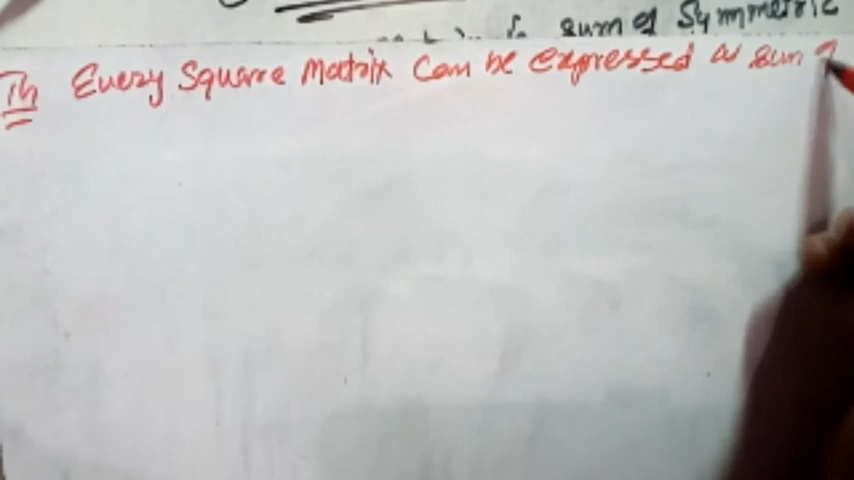 sum of Symmetric
Th Every Square Matrix Can be expressed as sum